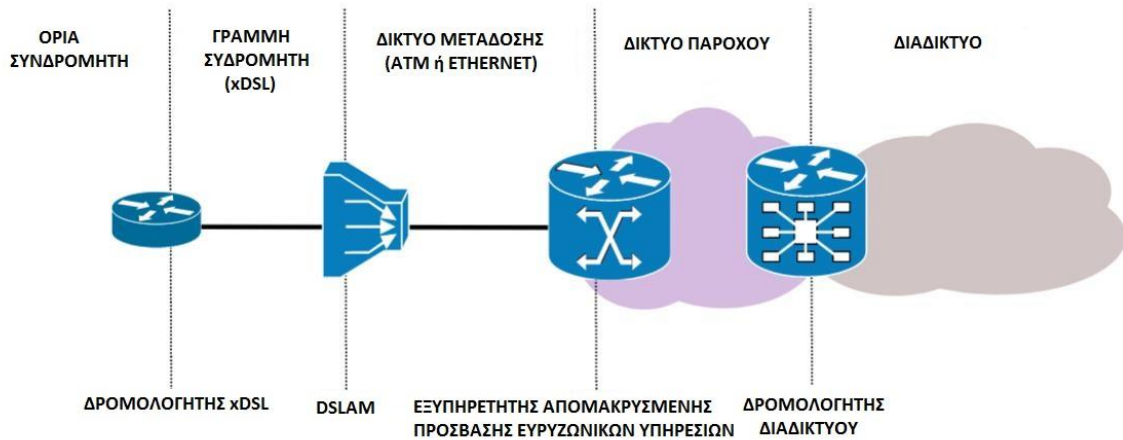 ΟΡΙΑ
ΣΥΝΔΡΟΜΗΤΗ
ΓΡΑΜΜΗ
ΣΥΔΡΟΜΗΤΗ
(xDSL)
ΔΙΚΤΥΟ ΜΕΤΑΔΟΣΗΣ
(ATM ή ETHERNET)
ΔΙΚΤΥΟ ΠΑΡΟΧΟΥ
ΔΙΑΔΙΚΤΥΟ
ΔΡΟΜΟΛΟΓΗΤΗΣ xDSL
DSLAM
ΕΞΥΠΗΡΕΤΗΤΗΣ ΑΠΟΜΑΚΡΥΣΜΕΝΗΣ
ΠΡΟΣΒΑΣΗΣ ΕΥΡΥΖΩΝΙΚΩΝ ΥΠΗΡΕΣΙΩΝ
ΔΡΟΜΟΛΟΓΗΤΗΣ
ΔΙΑΔΙΚΤΥΟΥ